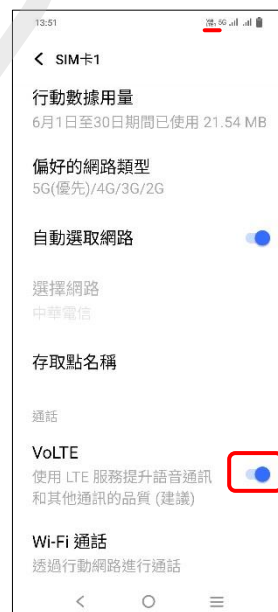 13:51
5G
SIM卡1
行動數據用量
6月1日至30日期間已使用 21.54 MB
偏好的網路類型
5G(優先)/4G/3G/2G
自動選取網路
選擇網路
中華電信
存取點名稱
通話
VoLTE
使用 LTE 服務提升語音通訊
和其他通訊的品質 (建議)
Wi-Fi 通話
透過行動網路進行通話